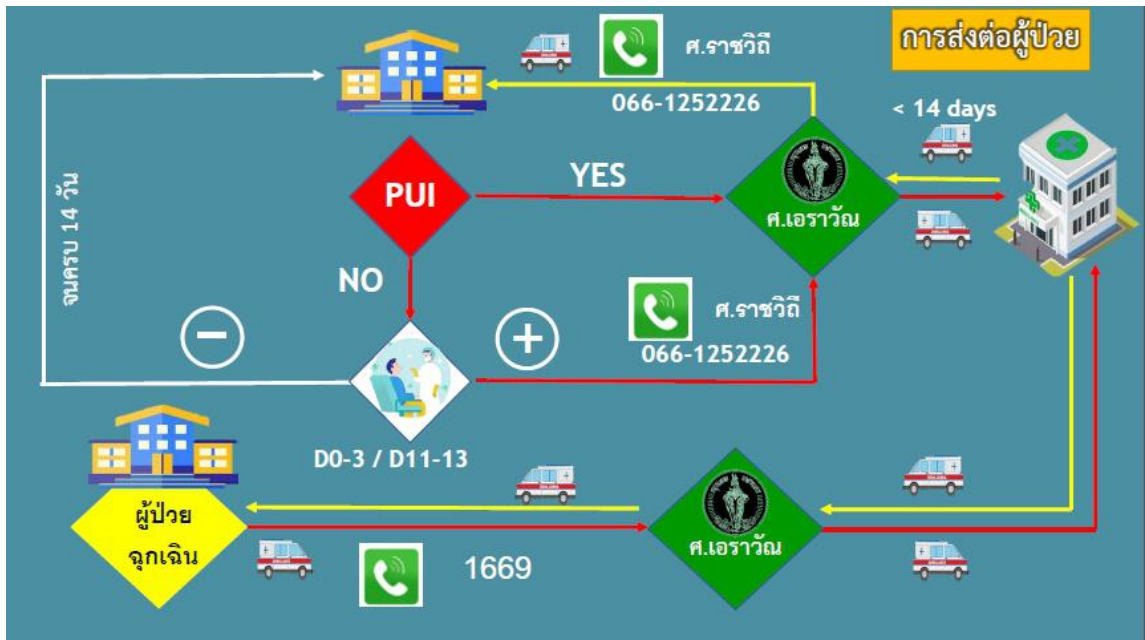 การส่งต่อผู้ป่วย
ศ.ราชวิถี
066-1252226
< 14 days
PUI
YES
ศ.เอราวัณ
จนครบ 14 วัน
NO
ศ.ราชวิถี
066-1252226
D0-3 / D11-13
ผู้ป่วย
ฉุกเฉิน
1669
ศ.เอราวัณ